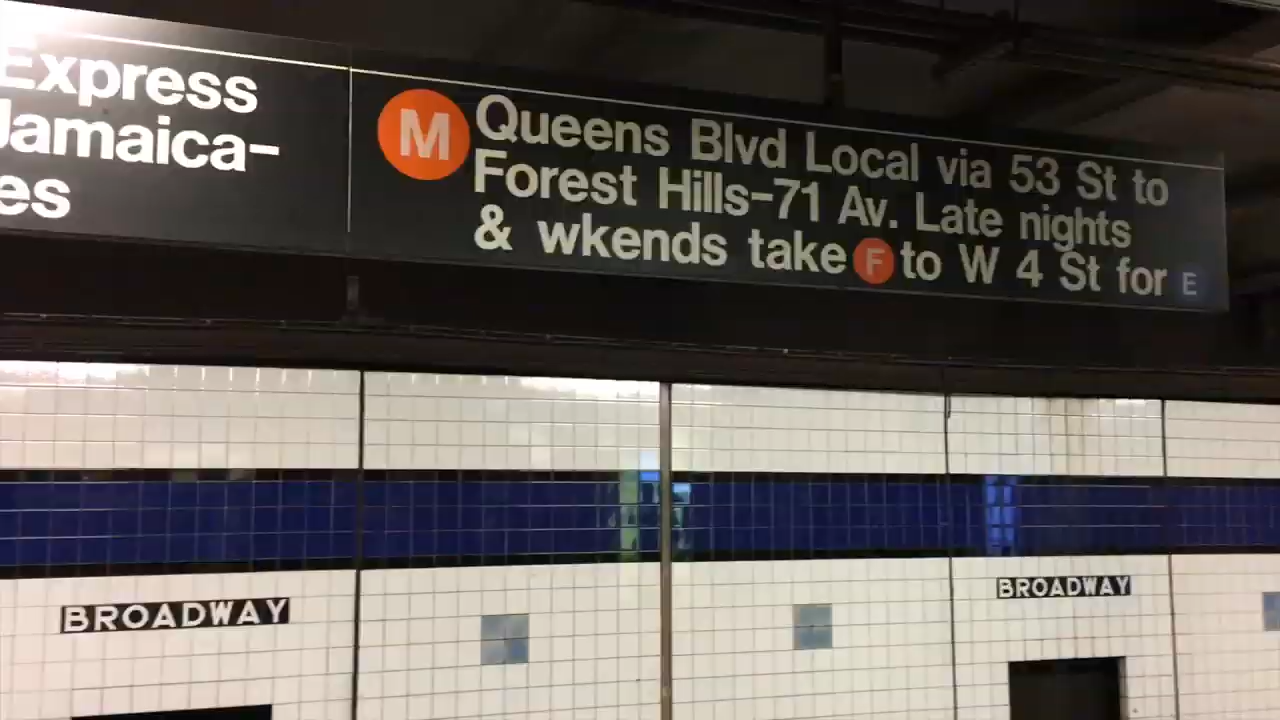 Express
Jamaica-
es
M Queens Blvd Local via 53 St to
Forest Hills-71 Av. Late nights
& wkends take F to W 4 St for E
BROADWAY
BROADWAY